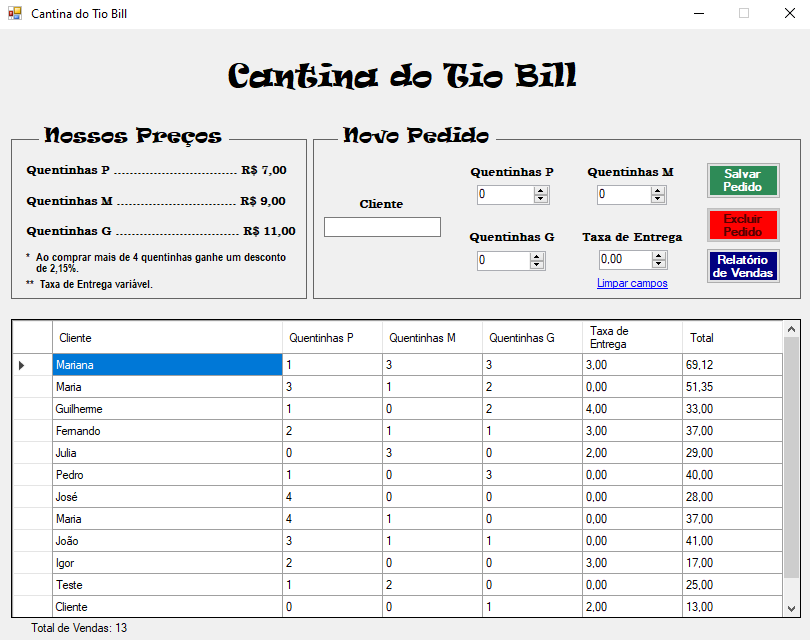 Cantina do Tio Bill
Cantina do Tio Bill
Nossos Preços
Quentinhas P ................................ R$ 7,00
Quentinhas M ............................... R$ 9,00
Quentinhas G ................................ R$ 11,00
* Ao comprar mais de 4 quentinhas ganhe um desconto
de 2,15%.
** Taxa de Entrega variável.
Novo Pedido
Cliente
Quentinhas P
0
Quentinhas M
0
Quentinhas G
0
Taxa de Entrega
0,00
Limpar campos
Salvar
Pedido
Excluir
Pedido
Relatório
de Vendas
Cliente Quentinhas P Quentinhas M Quentinhas G Taxa de Entrega Total
Mariana 1 3 3 3,00 69,12
Maria 3 1 2 0,00 51,35
Guilherme 1 0 2 4,00 33,00
Fernando 2 1 1 3,00 37,00
Julia 0 3 0 2,00 29,00
Pedro 1 0 3 0,00 40,00
José 4 0 0 0,00 28,00
Maria 4 1 0 0,00 37,00
João 3 1 1 0,00 41,00
Igor 2 0 0 3,00 17,00
Teste 1 2 0 0,00 25,00
Cliente 0 0 1 2,00 13,00
Total de Vendas: 13